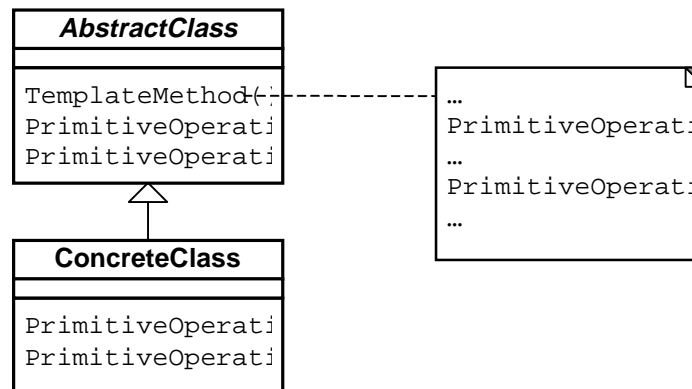 AbstractClass
TemplateMethod()
PrimitiveOperati
PrimitiveOperati
…
PrimitiveOperati
…
PrimitiveOperati
…
ConcreteClass
PrimitiveOperati
PrimitiveOperati